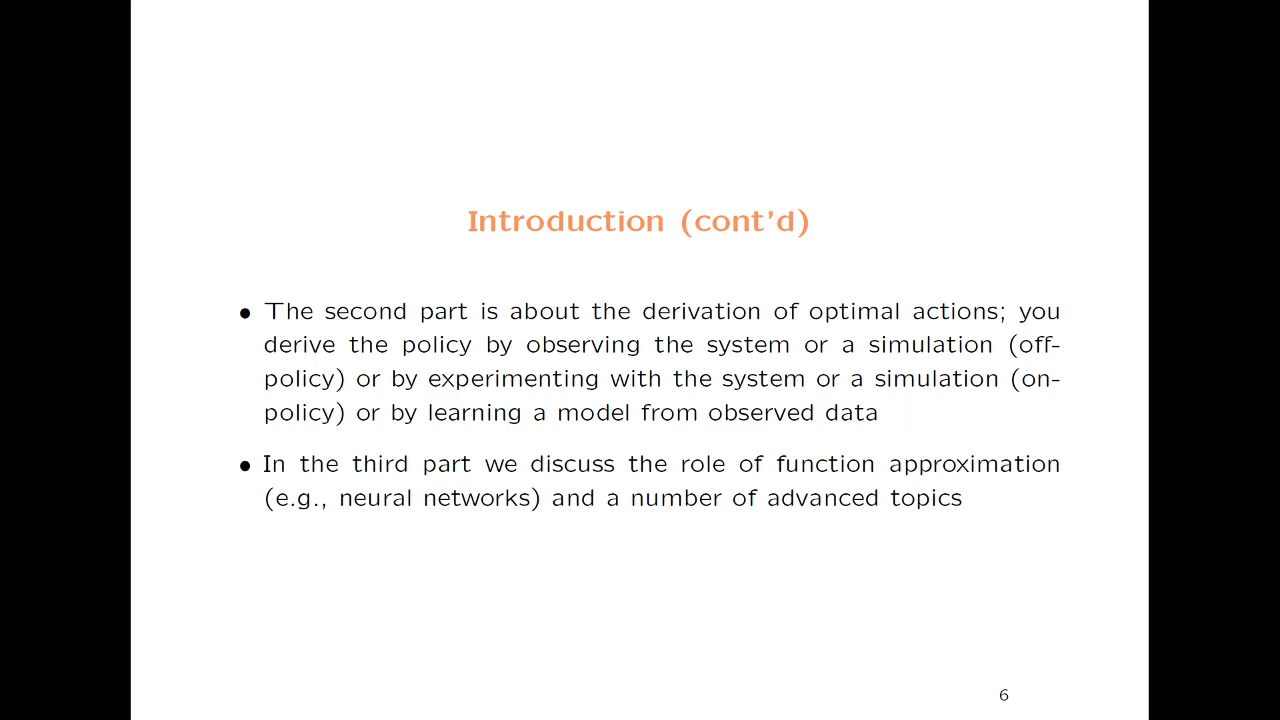 Introduction (cont'd)
• The second part is about the derivation of optimal actions; you
derive the policy by observing the system or a simulation (off-
policy) or by experimenting with the system or a simulation (on-
policy) or by learning a model from observed data
• In the third part we discuss the role of function approximation
(e.g., neural networks) and a number of advanced topics
6